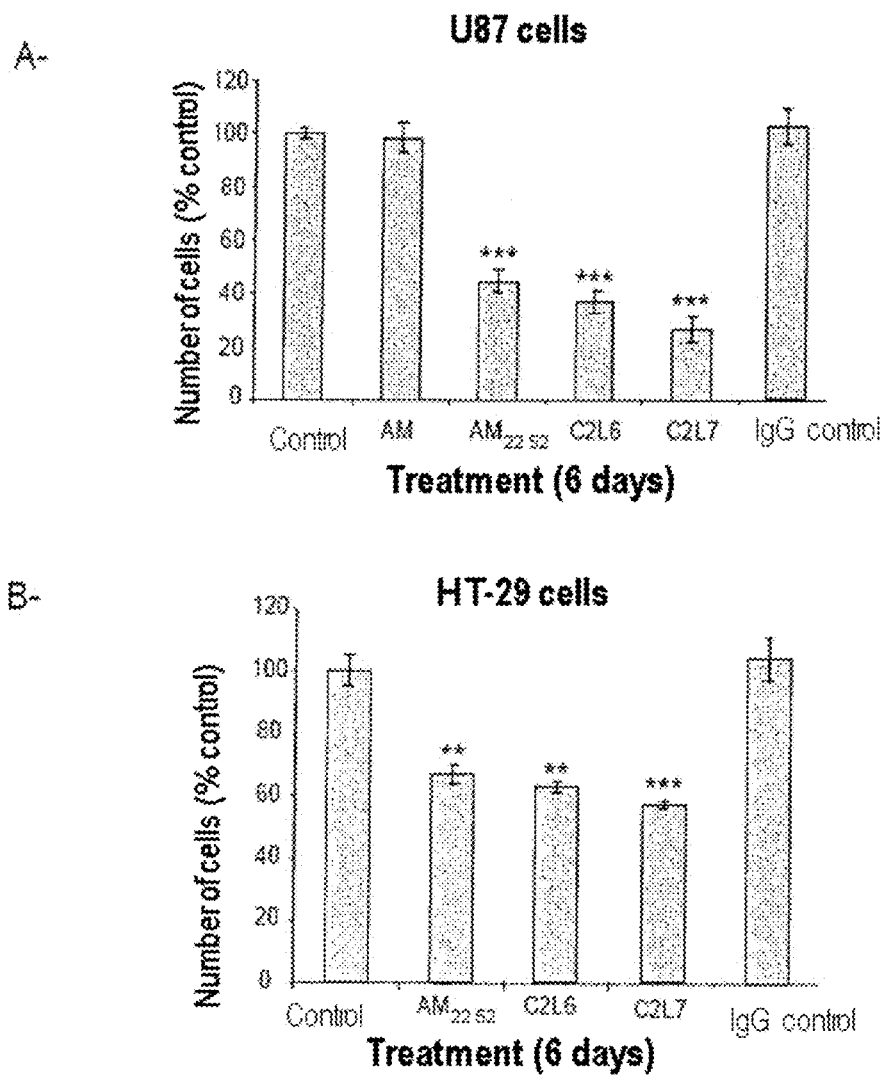 U87 cells
A-
Number of cells (% control)
120
100
80
60
40
20
0
***
***
***
Control AM AM22 52 C2L6 C2L7 IgG control
Treatment (6 days)
HT-29 cells
B-
Number of cells (% control)
120
100
80
60
40
20
0
**
**
***
Control AM22 52 C2L6 C2L7 IgG control
Treatment (6 days)